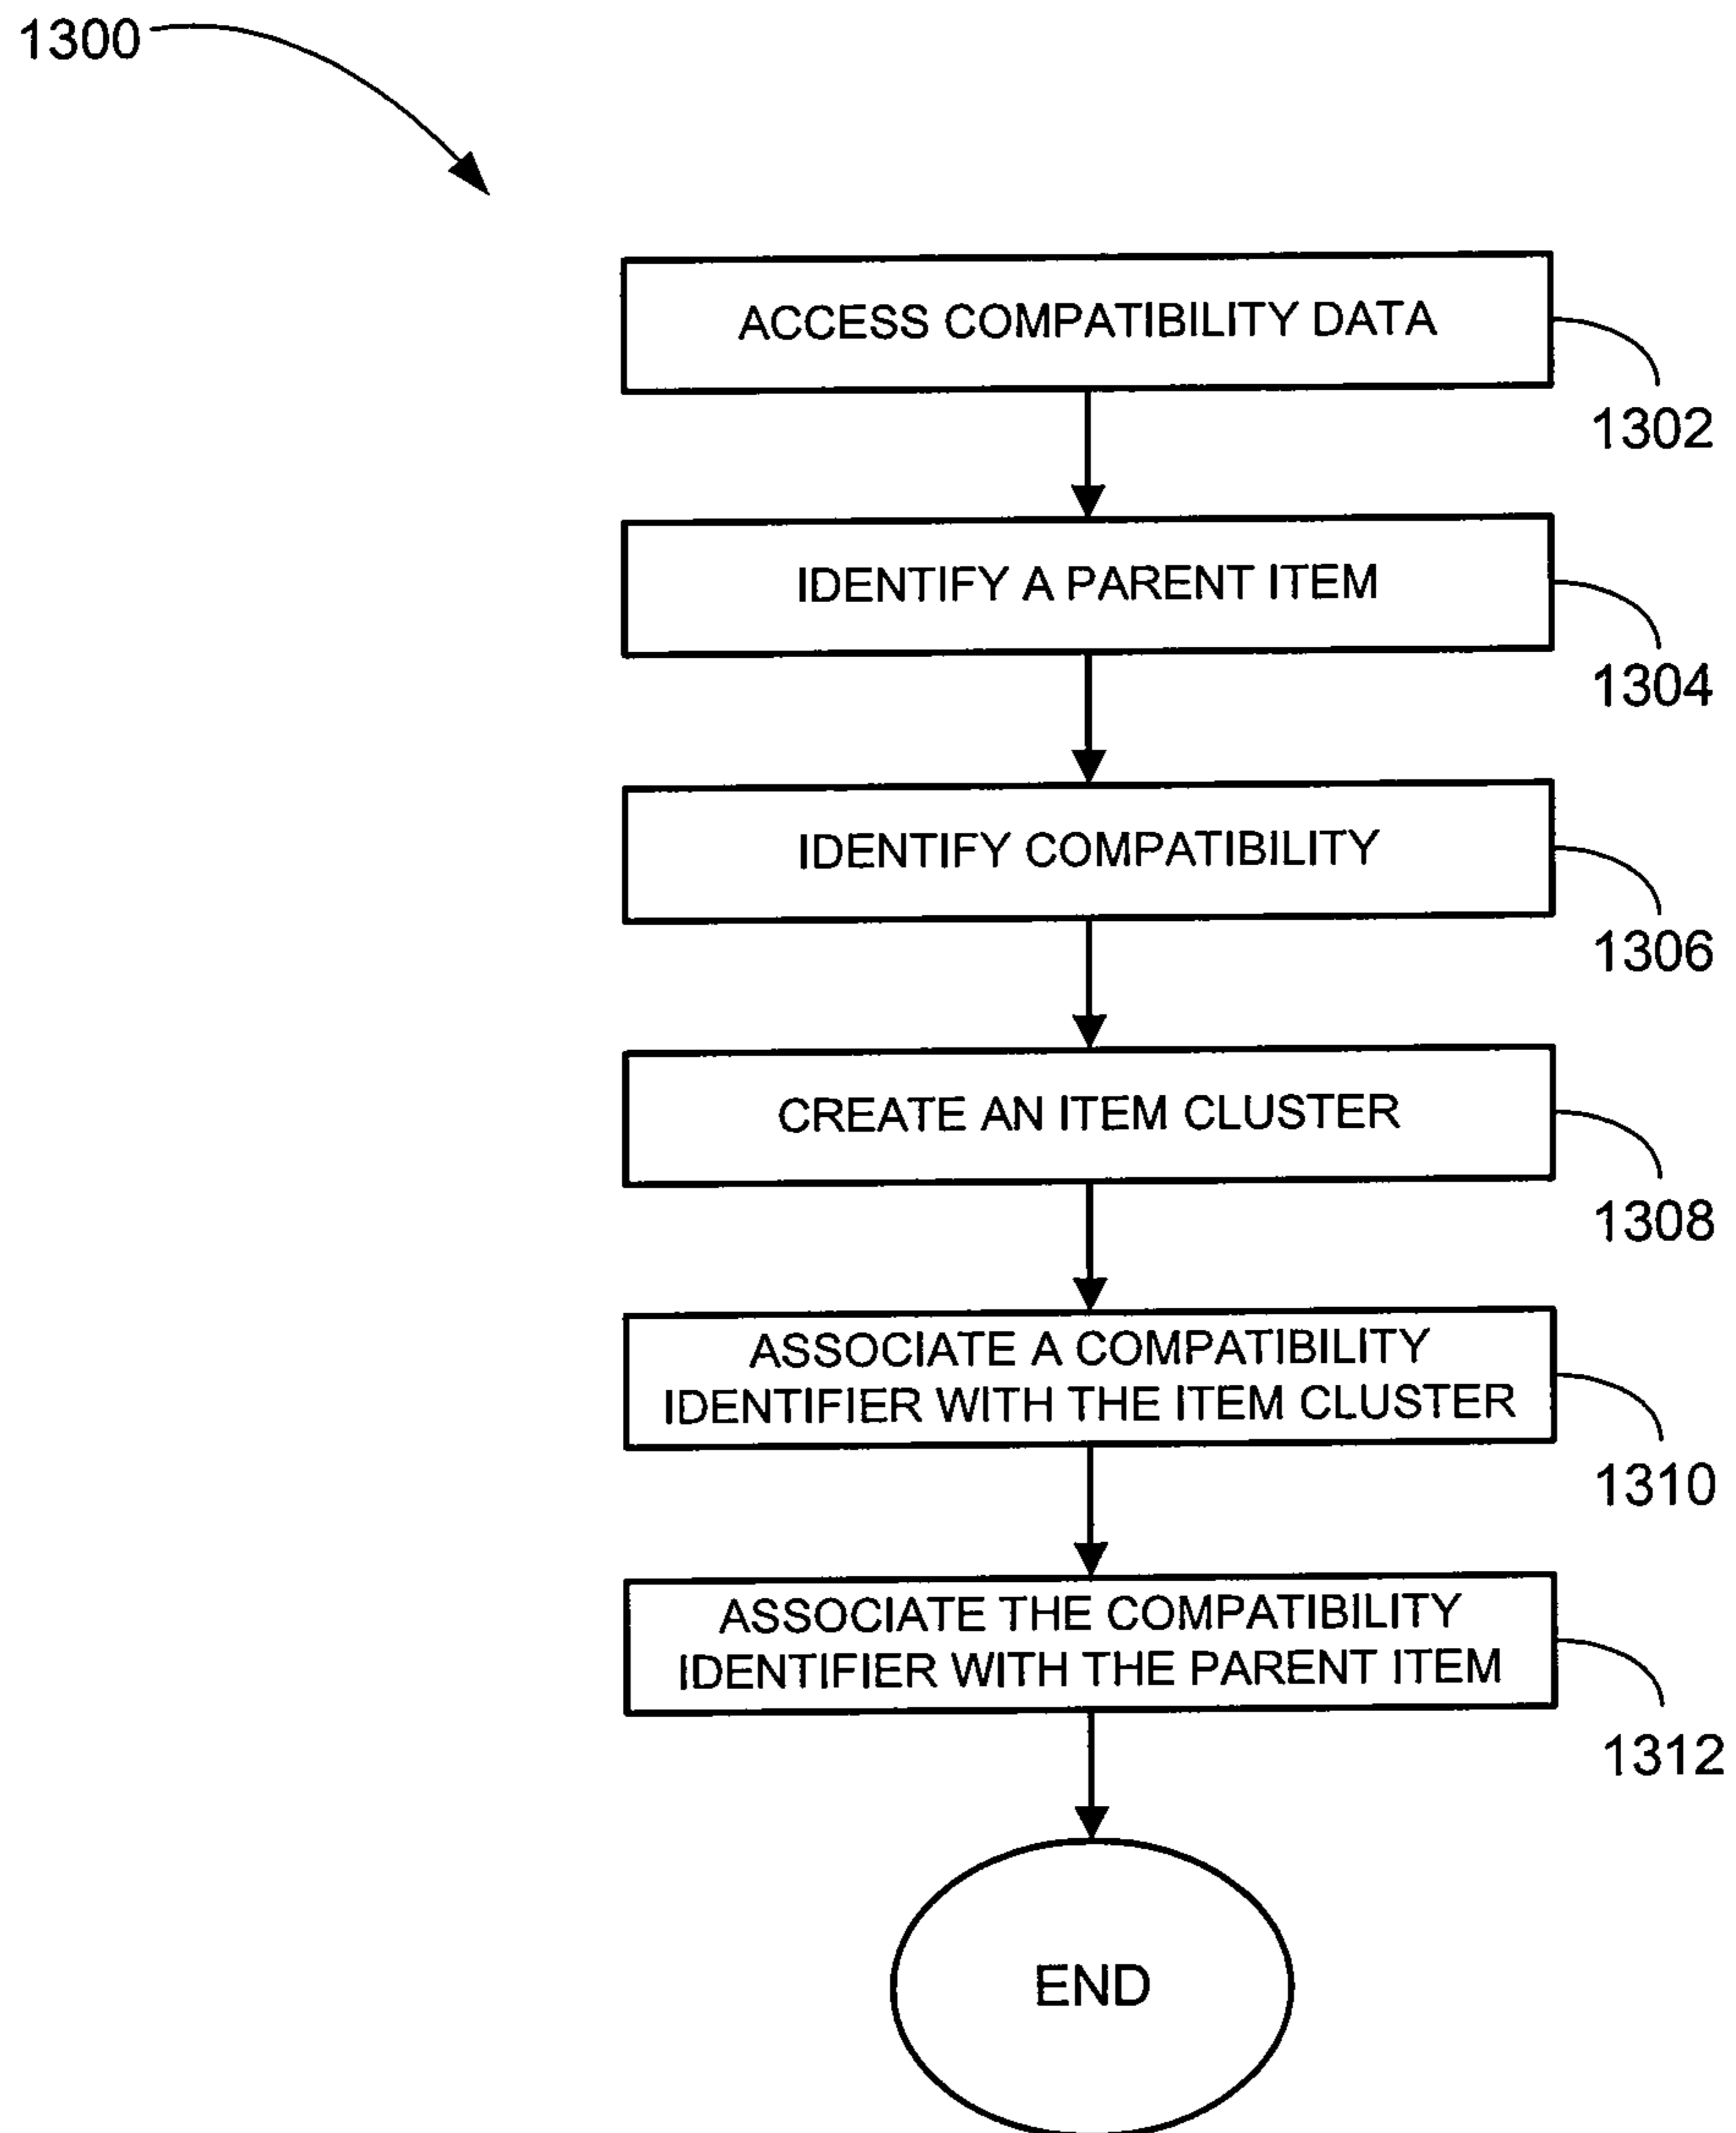 1300
ACCESS COMPATIBILITY DATA
1302
IDENTIFY A PARENT ITEM
1304
IDENTIFY COMPATIBILITY
1306
CREATE AN ITEM CLUSTER
1308
ASSOCIATE A COMPATIBILITY
IDENTIFIER WITH THE ITEM CLUSTER
1310
ASSOCIATE THE COMPATIBILITY
IDENTIFIER WITH THE PARENT ITEM
1312
END